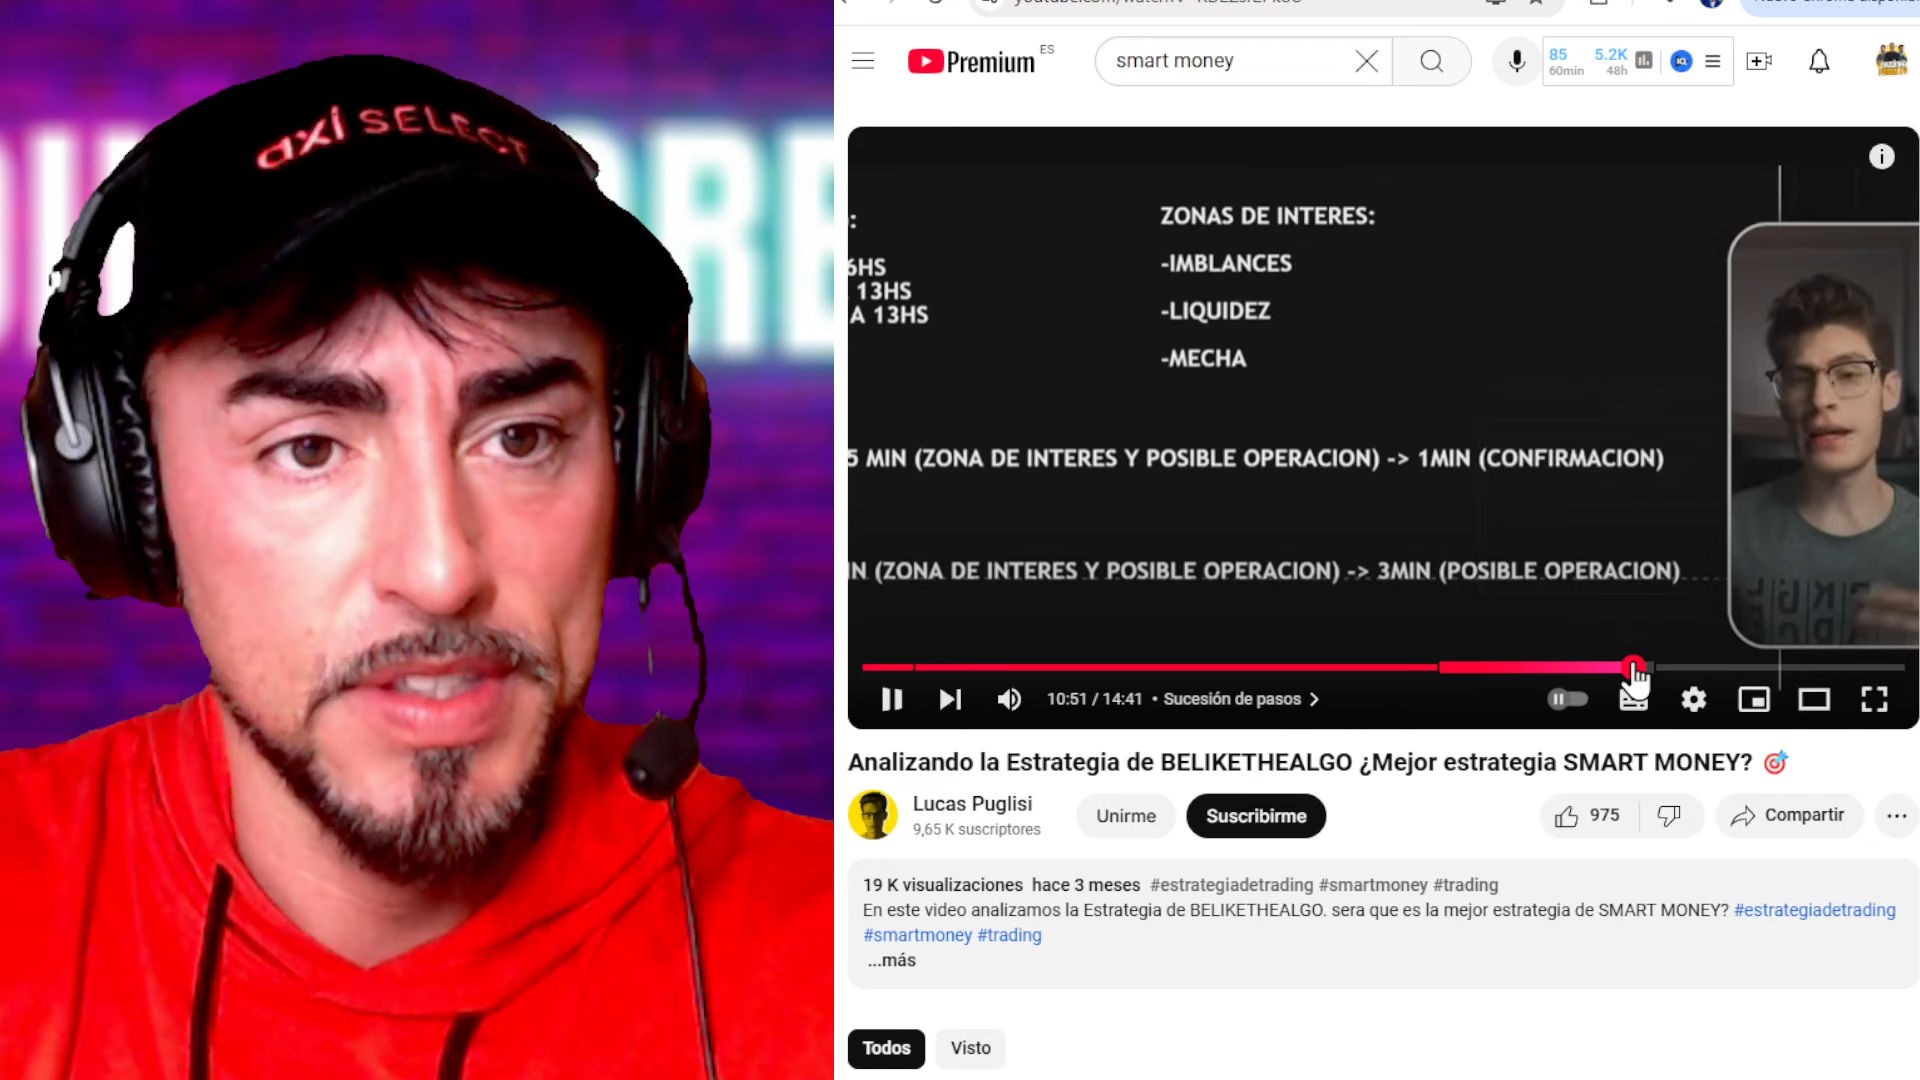 axi SELECT
Premium
ES
smart money
85
60min
5.2K
48h
IQ
:
6HS
13HS
A 13HS
ZONAS DE INTERES:
-IMBLANCES
-LIQUIDEZ
-MECHA
5 MIN (ZONA DE INTERES Y POSIBLE OPERACION) -> 1MIN (CONFIRMACION)
IN (ZONA DE INTERES Y POSIBLE OPERACION) -> 3MIN (POSIBLE OPERACION)
10:51 / 14:41 • Sucesión de pasos
Analizando la Estrategia de BELIKETHEALGO ¿Mejor estrategia SMART MONEY? 🎯
Lucas Puglisi
9,65 K suscriptores
Unirme
Suscribirme
975
Compartir
19 K visualizaciones hace 3 meses #estrategiadetrading #smartmoney #trading
En este video analizamos la Estrategia de BELIKETHEALGO. sera que es la mejor estrategia de SMART MONEY? #estrategiadetrading
#smartmoney #trading
...más
Todos
Visto